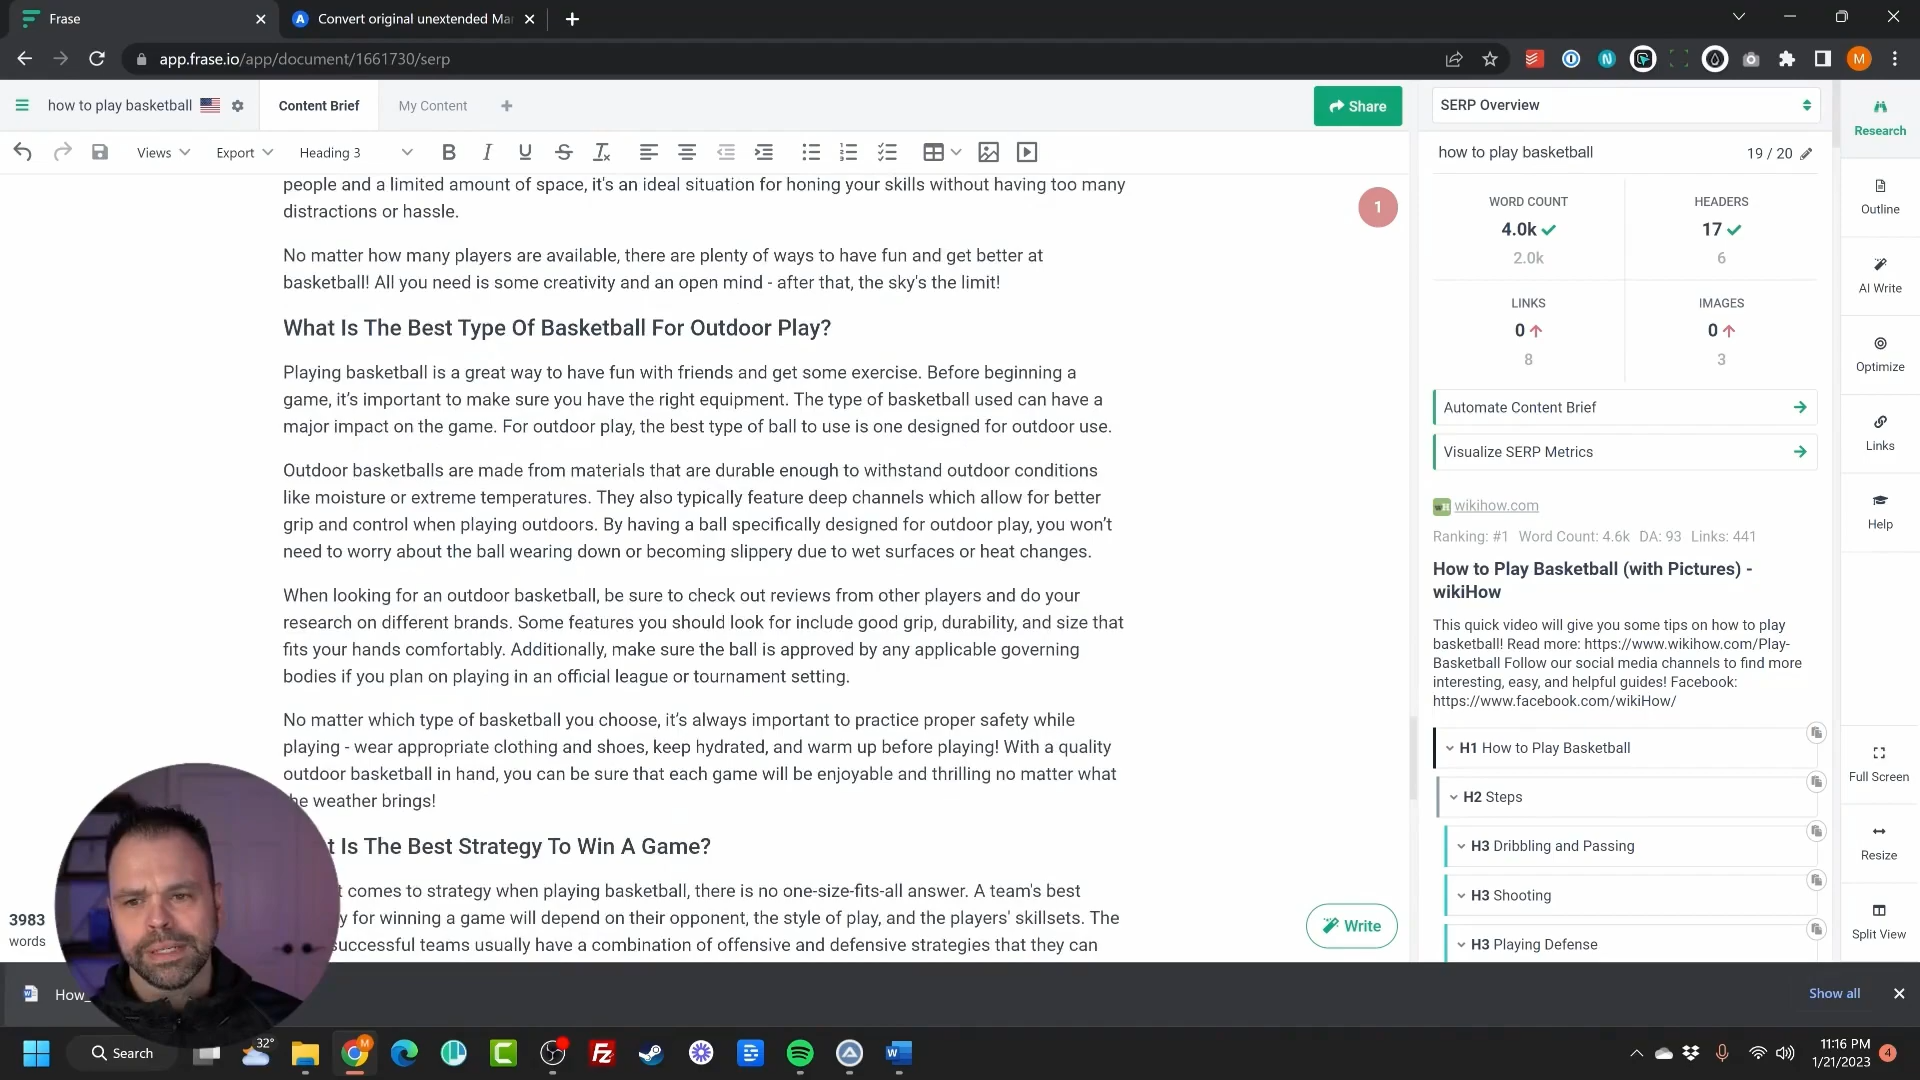 Frase
Convert original unextended Mar
app.frase.io/app/document/1661730/serp
M
how to play basketball
Content Brief
My Content
Share
SERP Overview
Research
Views
Export
Heading 3
B I U S
how to play basketball
19 / 20
people and a limited amount of space, it's an ideal situation for honing your skills without having too many
distractions or hassle.
1
No matter how many players are available, there are plenty of ways to have fun and get better at
basketball! All you need is some creativity and an open mind - after that, the sky's the limit!
What Is The Best Type Of Basketball For Outdoor Play?
Playing basketball is a great way to have fun with friends and get some exercise. Before beginning a
game, it’s important to make sure you have the right equipment. The type of basketball used can have a
major impact on the game. For outdoor play, the best type of ball to use is one designed for outdoor use.
Outdoor basketballs are made from materials that are durable enough to withstand outdoor conditions
like moisture or extreme temperatures. They also typically feature deep channels which allow for better
grip and control when playing outdoors. By having a ball specifically designed for outdoor play, you won’t
need to worry about the ball wearing down or becoming slippery due to wet surfaces or heat changes.
When looking for an outdoor basketball, be sure to check out reviews from other players and do your
research on different brands. Some features you should look for include good grip, durability, and size that
fits your hands comfortably. Additionally, make sure the ball is approved by any applicable governing
bodies if you plan on playing in an official league or tournament setting.
No matter which type of basketball you choose, it’s always important to practice proper safety while
playing - wear appropriate clothing and shoes, keep hydrated, and warm up before playing! With a quality
outdoor basketball in hand, you can be sure that each game will be enjoyable and thrilling no matter what
he weather brings!
t Is The Best Strategy To Win A Game?
t comes to strategy when playing basketball, there is no one-size-fits-all answer. A team's best
y for winning a game will depend on their opponent, the style of play, and the players' skillsets. The
successful teams usually have a combination of offensive and defensive strategies that they can
3983
words
Write
WORD COUNT
4.0k
2.0k
HEADERS
17
6
LINKS
0
8
IMAGES
0
3
Automate Content Brief
Visualize SERP Metrics
wikihow.com
Ranking: #1 Word Count: 4.6k DA: 93 Links: 441
How to Play Basketball (with Pictures) -
wikiHow
This quick video will give you some tips on how to play
basketball! Read more: https://www.wikihow.com/Play-
Basketball Follow our social media channels to find more
interesting, easy, and helpful guides! Facebook:
https://www.facebook.com/wikiHow/
H1 How to Play Basketball
H2 Steps
H3 Dribbling and Passing
H3 Shooting
H3 Playing Defense
Outline
AI Write
Optimize
Links
Help
Full Screen
Resize
Split View
How_
Show all
Search
32°
11:16 PM
1/21/2023
4